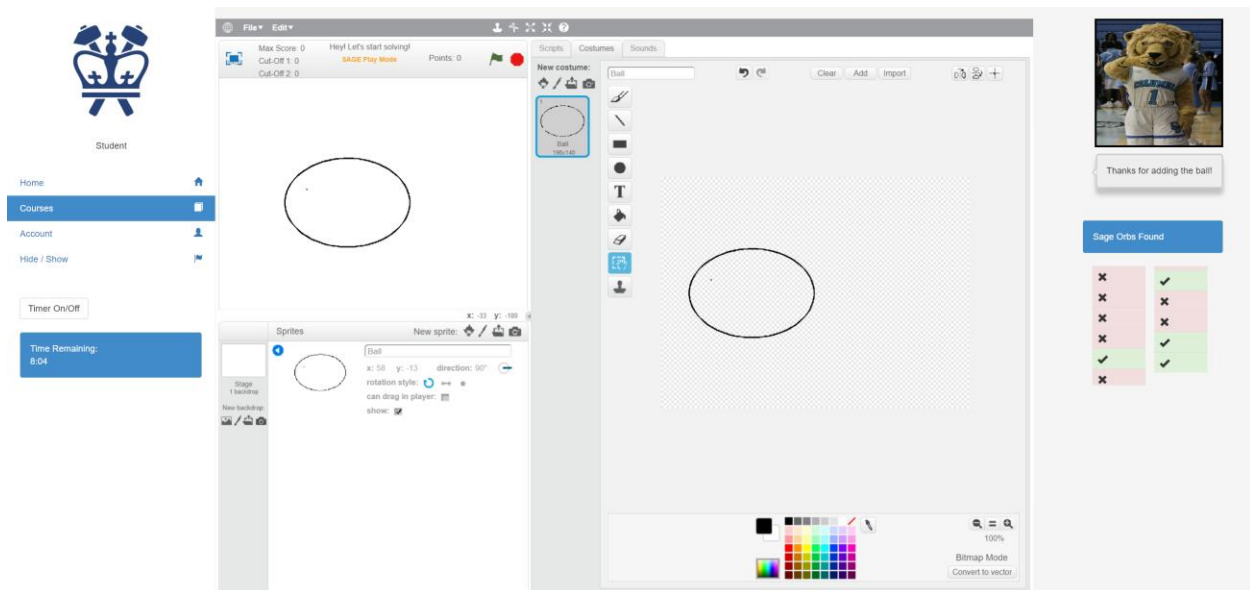 File Edit
Max Score: 0
Cut-Off 1: 0
Cut-Off 2: 0
Hey! Let's start solving!
SAGE Play Mode
Points: 0
Scripts Costumes Sounds
New costume:
Ball
Clear Add Import
1
Ball
T
Student
Home
Courses
Account
Hide / Show
Timer On/Off
Time Remaining:
8:04
x: -33 y: -189
Sprites
New sprite:
Ball
x: 58 y: -13 direction: 90°
rotation style:
can drag in player:
show:
Stage
1 backdrop
New backdrop:
100%
Bitmap Mode
Convert to vector
COLUMBIA
1
Thanks for adding the ball!
Sage Orbs Found